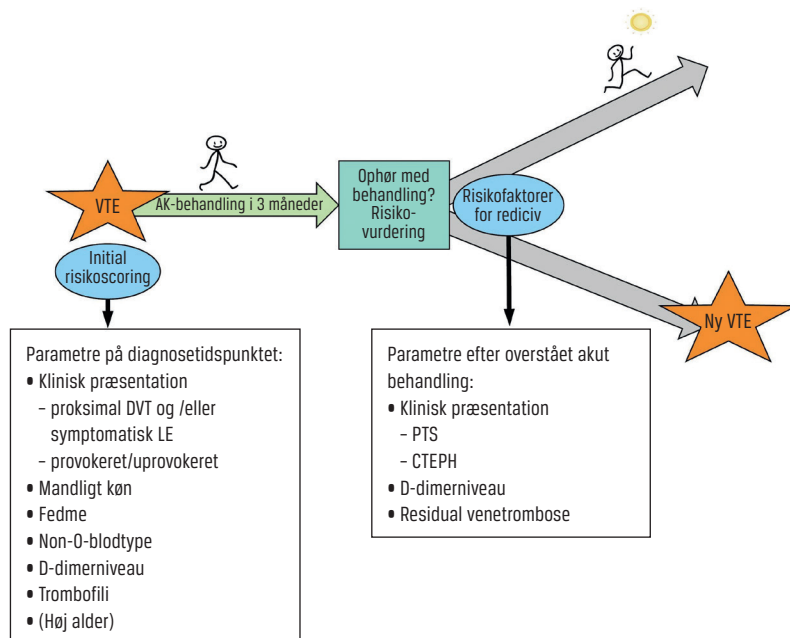 VTE
AK-behandling i 3 måneder
Ophør med
behandling?
Risiko-
vurdering
Risikofaktorer
for rediciv
Initial
risikoscoring
Ny VTE
Parametre på diagnosetidspunktet:
• Klinisk præsentation
– proksimal DVT og /eller
symptomatisk LE
– provokeret/uprovokeret
• Mandligt køn
• Fedme
• Non-O-blodtype
• D-dimerniveau
• Trombofili
• (Høj alder)
Parametre efter overstået akut
behandling:
• Klinisk præsentation
– PTS
– CTEPH
• D-dimerniveau
• Residual venetrombose